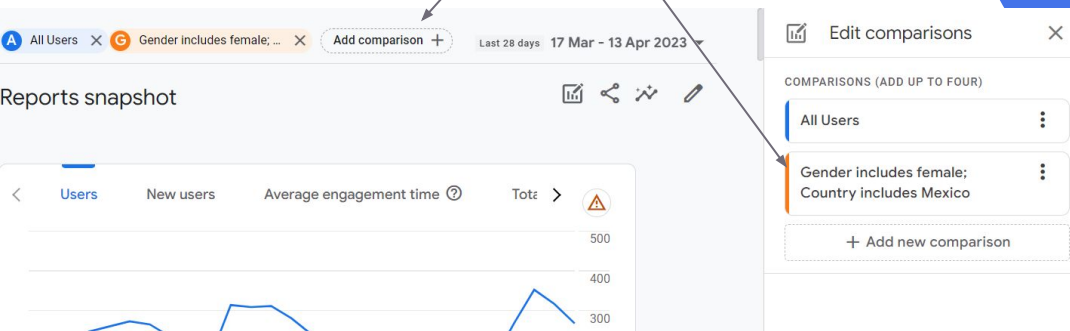 A All Users G Gender includes female; ... Add comparison + Last 28 days 17 Mar - 13 Apr 2023
Reports snapshot
Users New users Average engagement time
500
400
300
Edit comparisons
COMPARISONS (ADD UP TO FOUR)
All Users
Gender includes female;
Country includes Mexico
+ Add new comparison